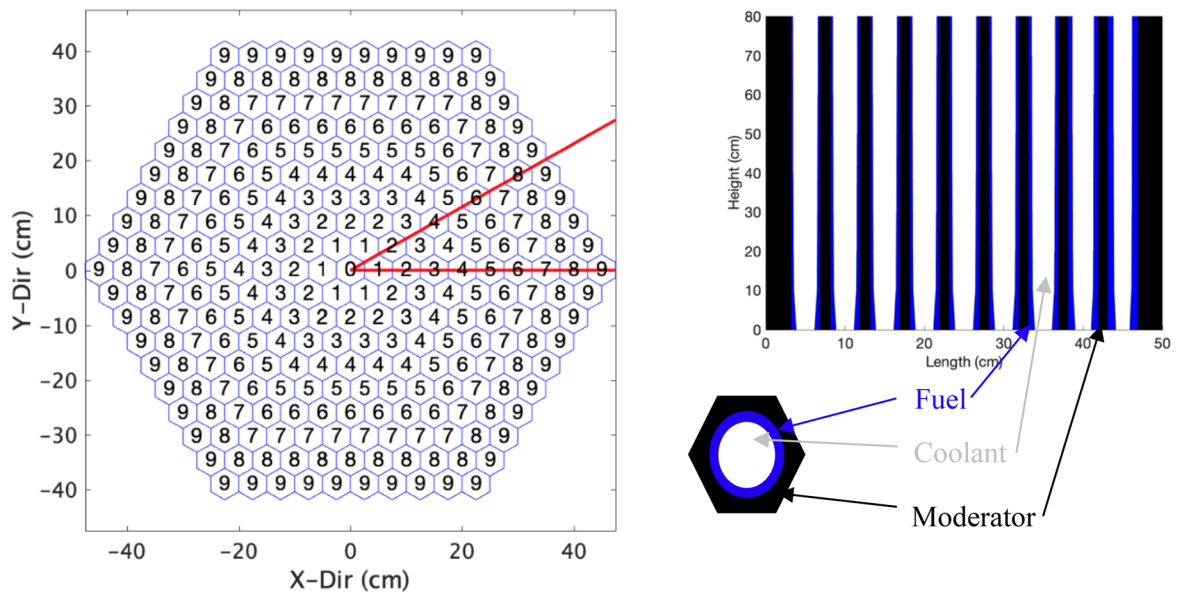 40
30
20
10
0
−10
−20
−30
−40
Y-Dir (cm)
9 9 9 9 9 9 9 9 9 9
9 8 8 8 8 8 8 8 8 8 9
9 8 7 7 7 7 7 7 7 7 8 9
9 8 7 6 6 6 6 6 6 6 7 8 9
9 8 7 6 5 5 5 5 5 5 6 7 8 9
9 8 7 6 5 4 4 4 4 4 5 6 7 8 9
9 8 7 6 5 4 3 3 3 3 4 5 6 7 8 9
9 8 7 6 5 4 3 2 2 2 3 4 5 6 7 8 9
9 8 7 6 5 4 3 2 1 1 2 3 4 5 6 7 8 9
9 8 7 6 5 4 3 2 1 0 1 2 3 4 5 6 7 8 9
9 8 7 6 5 4 3 2 1 1 2 3 4 5 6 7 8 9
9 8 7 6 5 4 3 2 2 2 3 4 5 6 7 8 9
9 8 7 6 5 4 3 3 3 3 4 5 6 7 8 9
9 8 7 6 5 4 4 4 4 4 5 6 7 8 9
9 8 7 6 5 5 5 5 5 5 6 7 8 9
9 8 7 6 6 6 6 6 6 6 7 8 9
9 8 7 7 7 7 7 7 7 7 8 9
9 8 8 8 8 8 8 8 8 8 9
9 9 9 9 9 9 9 9 9 9
−40 −20 0 20 40
X-Dir (cm)
80
70
60
50
40
30
20
10
0
Height (cm)
0 10 20 30 40 50
Length (cm)
Fuel
Coolant
Moderator